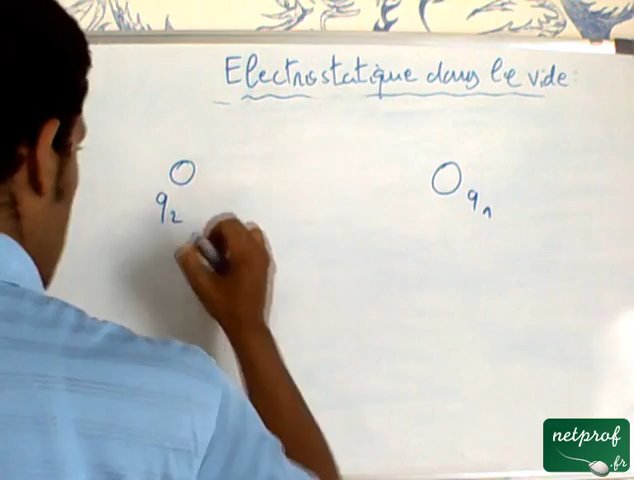 Electrostatique dans le vide:
q₂
q₁
netprof
.fr